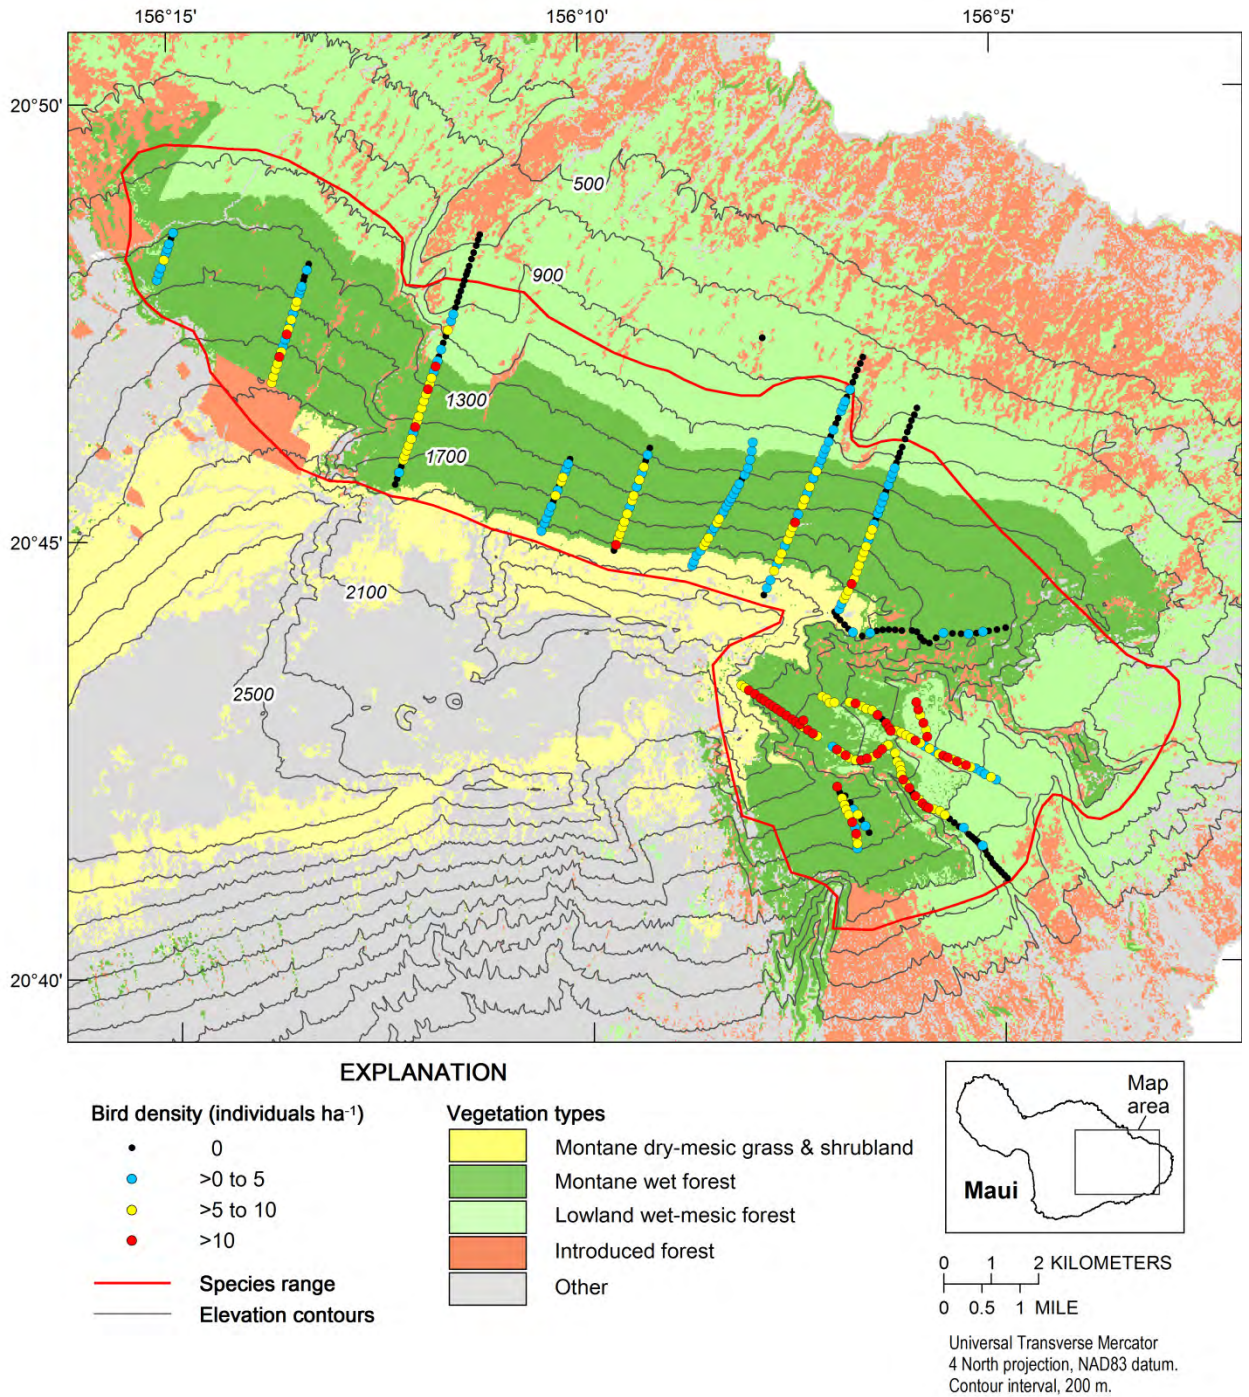 156°15' 156°10' 156°5'
20°50'
500
900
1300
1700
20°45'
2100
2500
20°40'
EXPLANATION
Bird density (individuals ha-1)
0
>0 to 5
>5 to 10
>10
Species range
Elevation contours
Vegetation types
Montane dry-mesic grass & shrubland
Montane wet forest
Lowland wet-mesic forest
Introduced forest
Other
Map
area
Maui
0 1 2 KILOMETERS
0 0.5 1 MILE
Universal Transverse Mercator
4 North projection, NAD83 datum.
Contour interval, 200 m.